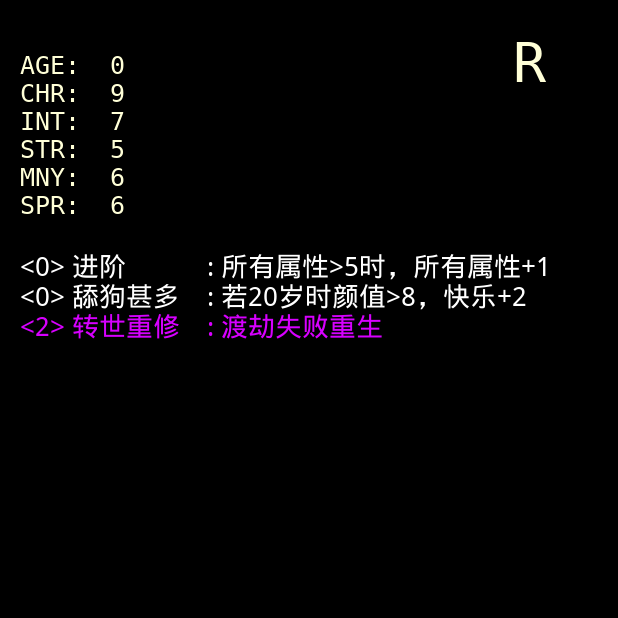 R
AGE: 0
CHR: 9
INT: 7
STR: 5
MNY: 6
SPR: 6
<0> 进阶 : 所有属性>5时，所有属性+1
<0> 舔狗甚多 : 若20岁时颜值>8，快乐+2
<2> 转世重修 : 渡劫失败重生